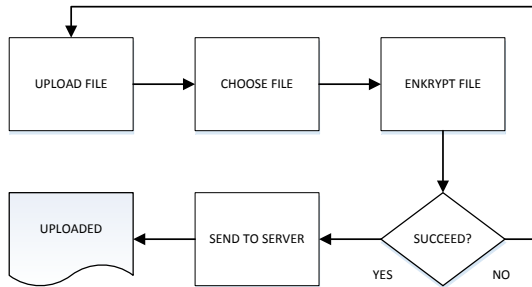 UPLOAD FILE
CHOOSE FILE
ENKRYPT FILE
UPLOADED
SEND TO SERVER
SUCCEED?
YES
NO